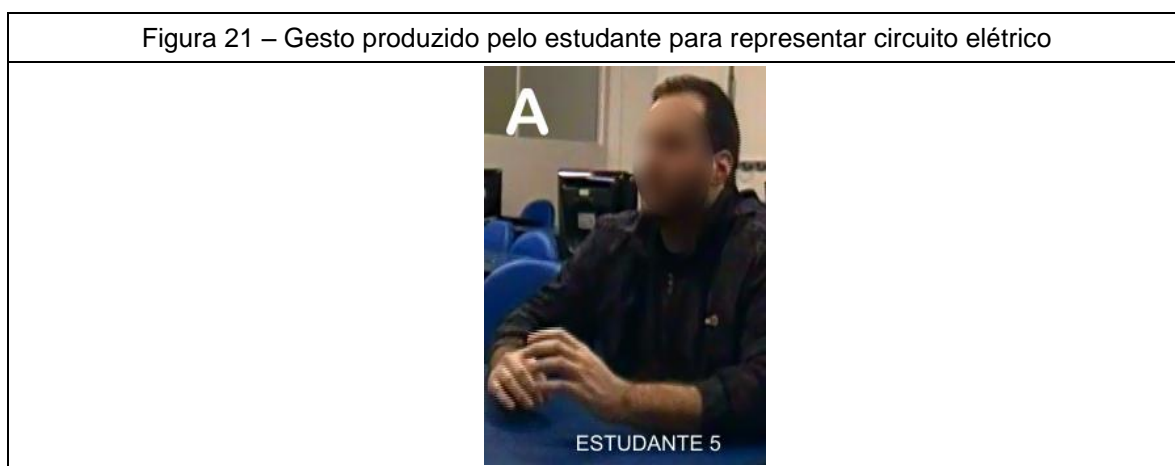 Figura 21 – Gesto produzido pelo estudante para representar circuito elétrico
A
ESTUDANTE 5